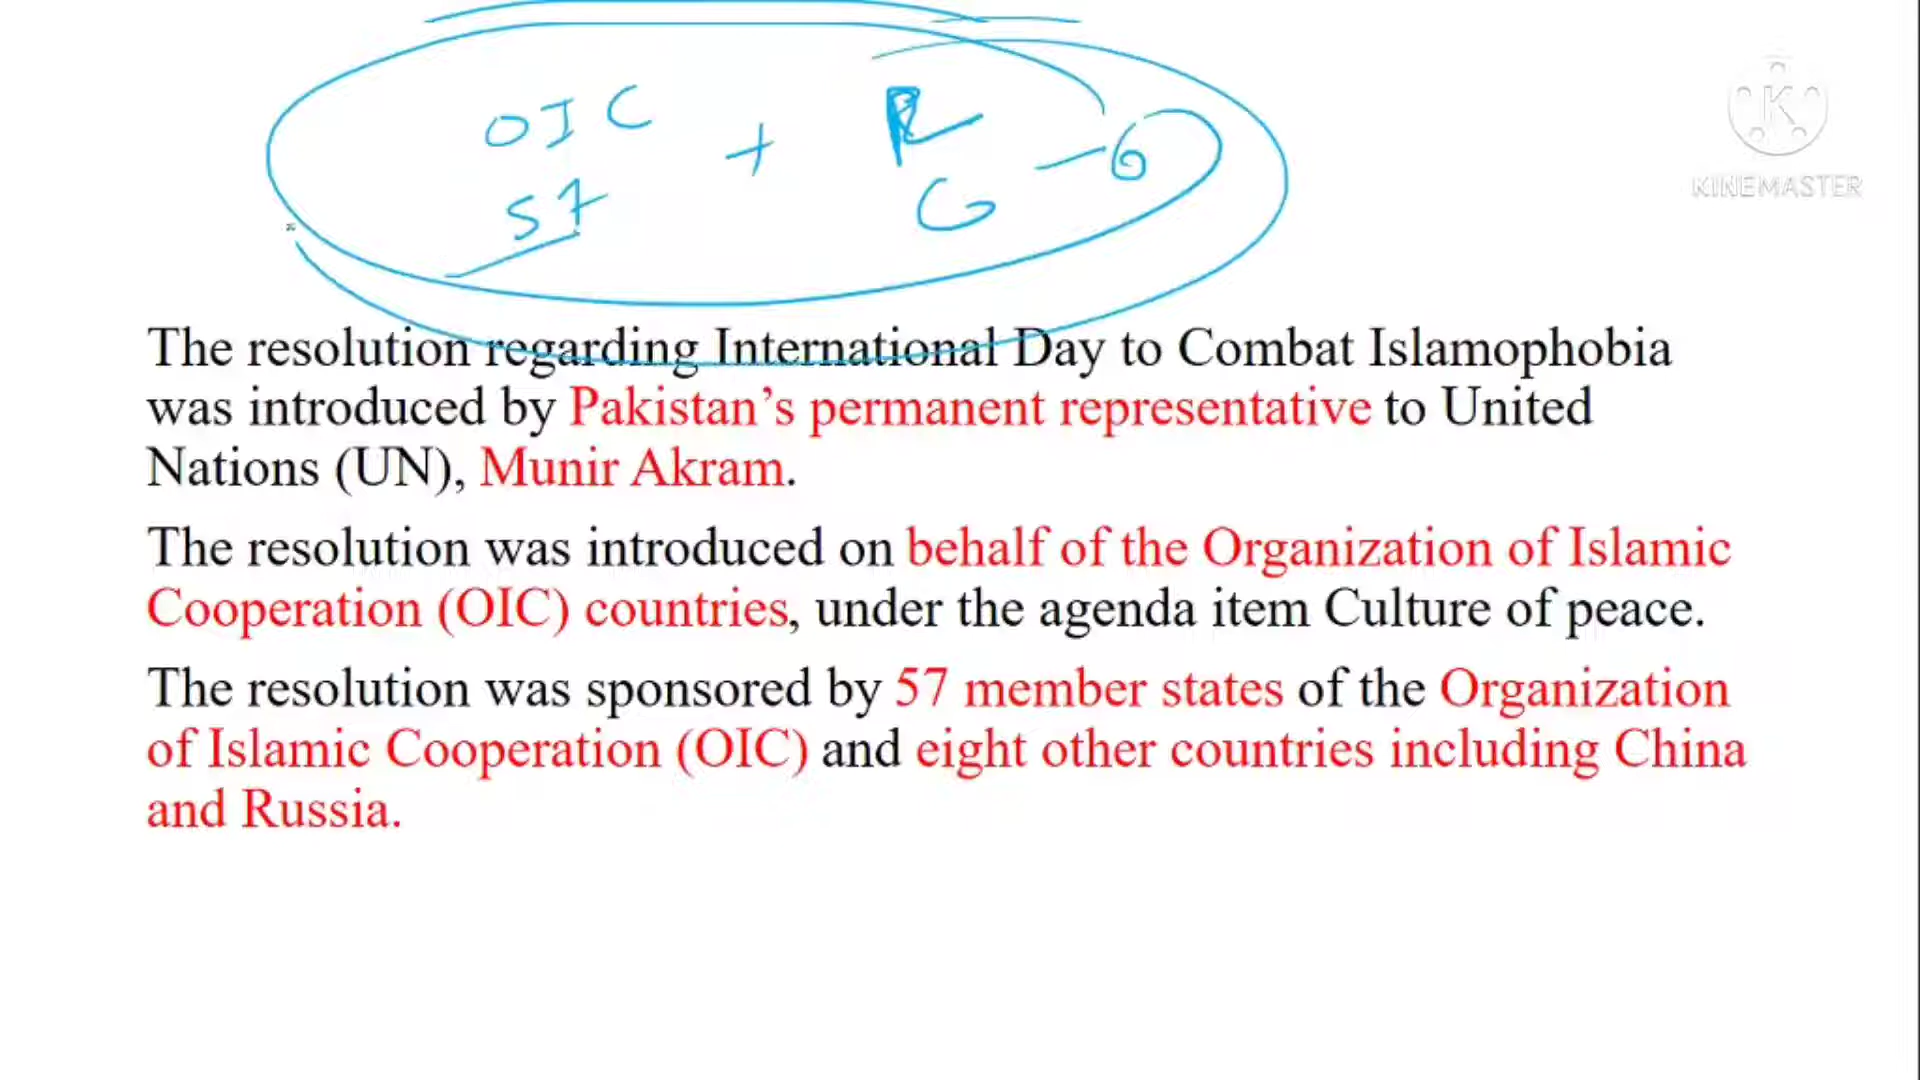 OIC + R
57 C - 6
KINEMASTER
The resolution regarding International Day to Combat Islamophobia
was introduced by Pakistan’s permanent representative to United
Nations (UN), Munir Akram.
The resolution was introduced on behalf of the Organization of Islamic
Cooperation (OIC) countries, under the agenda item Culture of peace.
The resolution was sponsored by 57 member states of the Organization
of Islamic Cooperation (OIC) and eight other countries including China
and Russia.